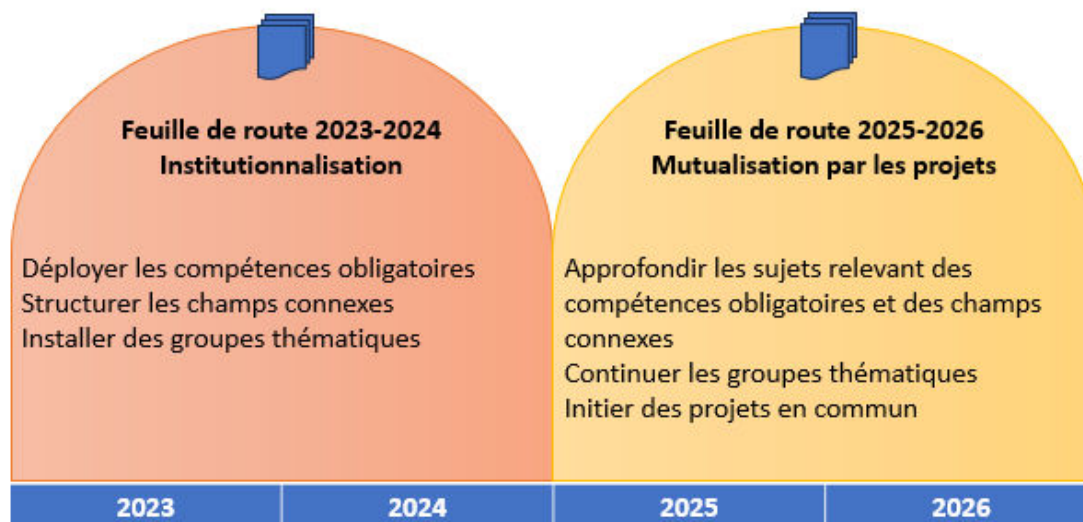 Feuille de route 2023-2024
Institutionnalisation
Déployer les compétences obligatoires
Structurer les champs connexes
Installer des groupes thématiques
Feuille de route 2025-2026
Mutualisation par les projets
Approfondir les sujets relevant des
compétences obligatoires et des champs
connexes
Continuer les groupes thématiques
Initier des projets en commun
2023
2024
2025
2026